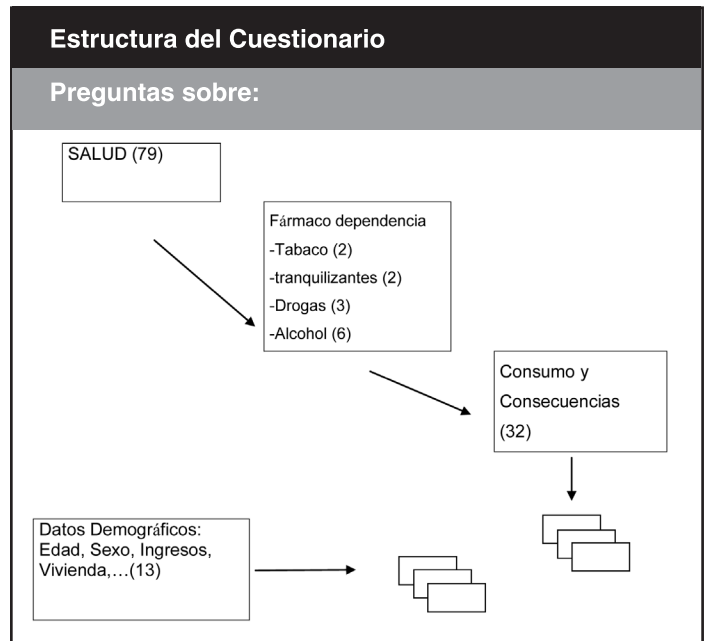 Estructura del Cuestionario
Preguntas sobre:
SALUD (79)
Fármaco dependencia
-Tabaco (2)
-tranquilizantes (2)
-Drogas (3)
-Alcohol (6)
Consumo y
Consecuencias
(32)
Datos Demográficos:
Edad, Sexo, Ingresos,
Vivienda,...(13)